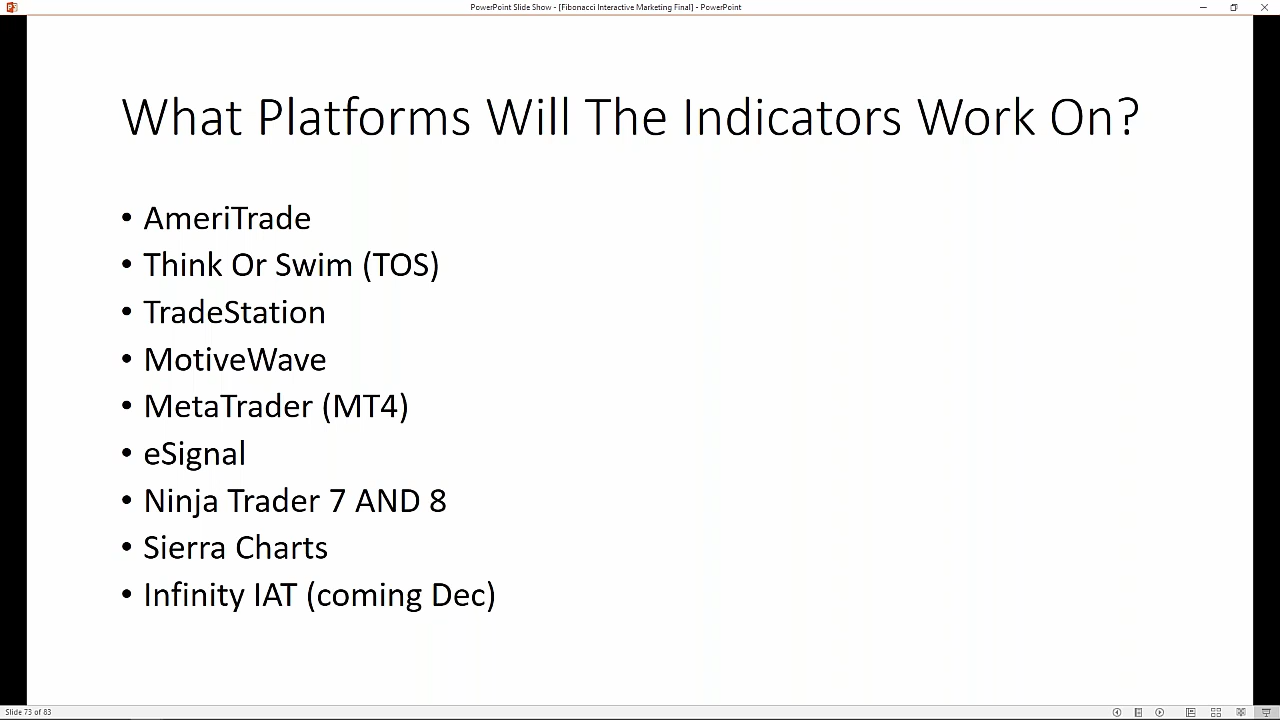 PowerPoint Slide Show - [Fibonacci Interactive Marketing Final] - PowerPoint
What Platforms Will The Indicators Work On?
• AmeriTrade
• Think Or Swim (TOS)
• TradeStation
• MotiveWave
• MetaTrader (MT4)
• eSignal
• Ninja Trader 7 AND 8
• Sierra Charts
• Infinity IAT (coming Dec)
Slide 73 of 83